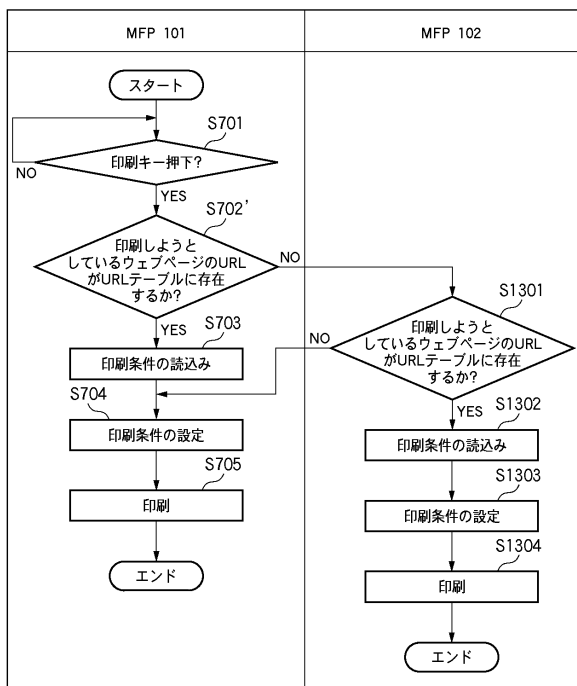 MFP 101
MFP 102
スタート
S701
印刷キー押下?
NO
YES
S702'
印刷しようと
しているウェブページのURL
がURLテーブルに存在
するか?
NO
YES
S1301
印刷しようと
しているウェブページのURL
がURLテーブルに存在
するか?
NO
YES
S703
印刷条件の読込み
S704
印刷条件の設定
S705
印刷
エンド
S1302
印刷条件の読込み
S1303
印刷条件の設定
S1304
印刷
エンド